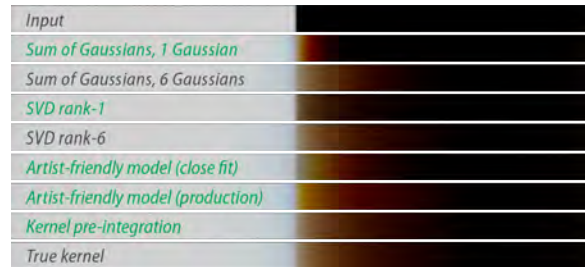 Input
Sum of Gaussians, 1 Gaussian
Sum of Gaussians, 6 Gaussians
SVD rank-1
SVD rank-6
Artist-friendly model (close fit)
Artist-friendly model (production)
Kernel pre-integration
True kernel